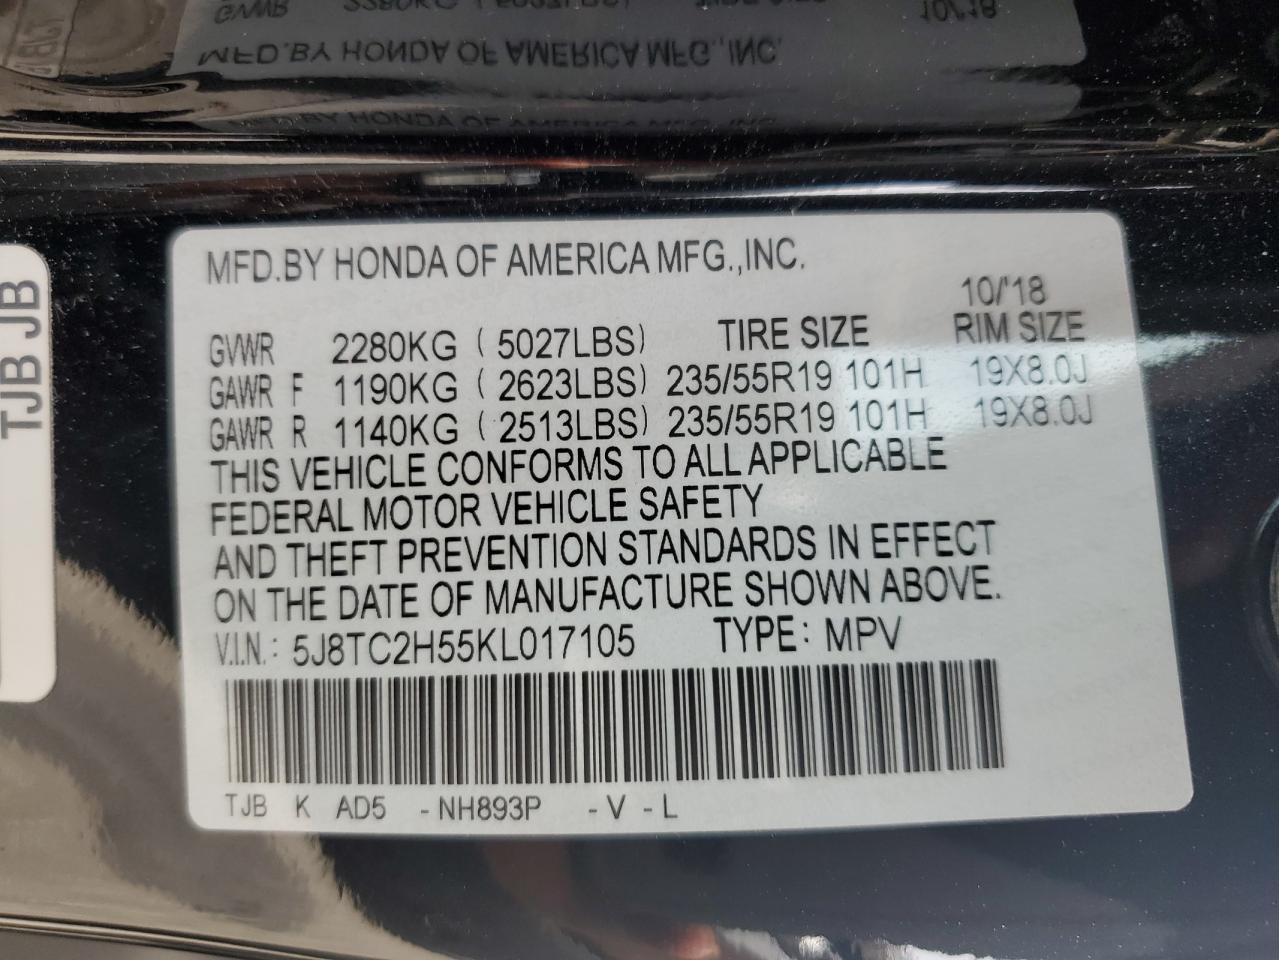 MFD.BY HONDA OF AMERICA MFG.,INC.
10/'18
GVWR 2280KG ( 5027LBS) TIRE SIZE RIM SIZE
GAWR F 1190KG ( 2623LBS) 235/55R19 101H 19X8.0J
GAWR R 1140KG ( 2513LBS) 235/55R19 101H 19X8.0J
THIS VEHICLE CONFORMS TO ALL APPLICABLE
FEDERAL MOTOR VEHICLE SAFETY
AND THEFT PREVENTION STANDARDS IN EFFECT
ON THE DATE OF MANUFACTURE SHOWN ABOVE.
V.I.N.: 5J8TC2H55KL017105 TYPE: MPV
TJB K AD5 -NH893P -V -L
TJB JB